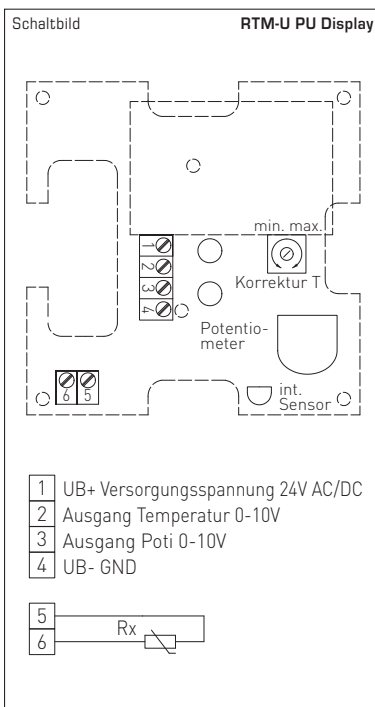 Schaltbild RTM-U PU Display
min. max.
1
2
3
4
Korrektur T
Potentio-
meter
6 5
int.
Sensor
1 UB+ Versorgungsspannung 24V AC/DC
2 Ausgang Temperatur 0-10V
3 Ausgang Poti 0-10V
4 UB- GND
5
Rx
6